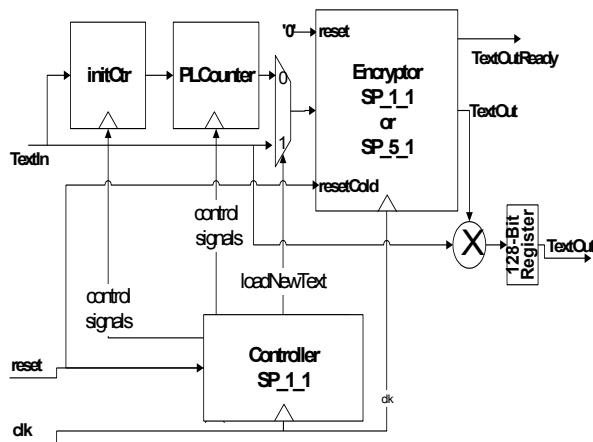 '0'
reset
initCtr
PLCounter
0
1
Encryptor
SP_1_1
or
SP_5_1
TextOutReady
TextOut
TextIn
resetCold
control
signals
X
128-Bit
Register
TextOut
loadNewText
control
signals
Controller
SP_1_1
reset
clk
clk